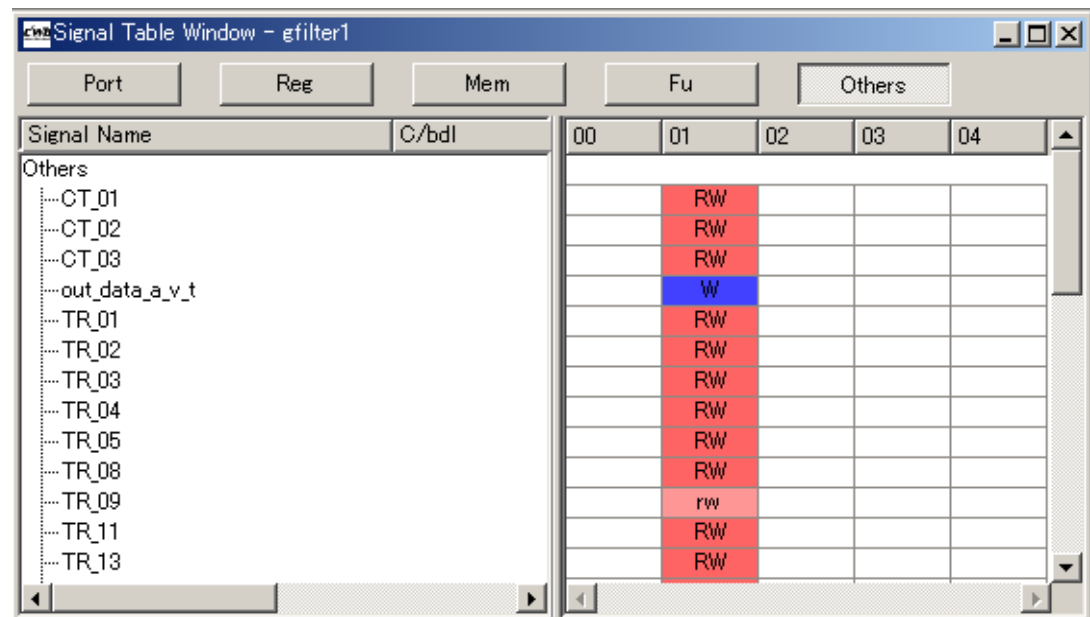 CWB Signal Table Window - gfilter1
Port Reg Mem Fu Others
Signal Name C/bdl 00 01 02 03 04
Others
CT_01 RW
CT_02 RW
CT_03 RW
out_data_a_v_t W
TR_01 RW
TR_02 RW
TR_03 RW
TR_04 RW
TR_05 RW
TR_08 RW
TR_09 rw
TR_11 RW
TR_13 RW